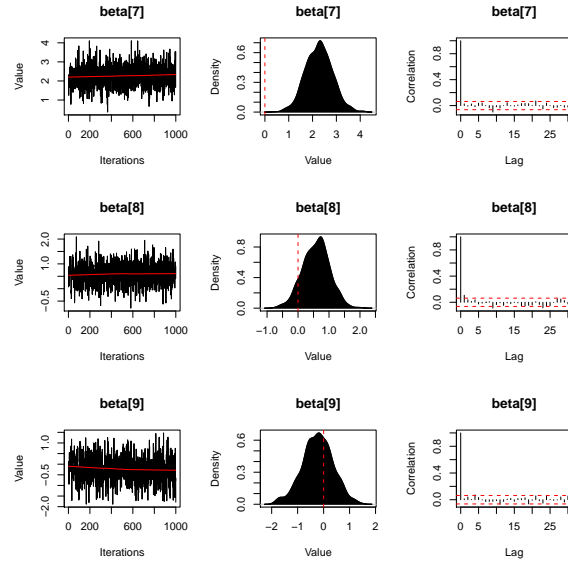 beta[7] beta[7] beta[7]
Value 1 2 3 4
0 200 600 1000
Iterations
Density 0.0 0.2 0.6
0 1 2 3 4
Value
Correlation 0.0 0.4 0.8
0 5 15 25
Lag
beta[8] beta[8] beta[8]
Value −0.5 1.0 2.0
0 200 600 1000
Iterations
Density 0.0 0.4 0.8
−1.0 0.0 1.0 2.0
Value
Correlation 0.0 0.4 0.8
0 5 15 25
Lag
beta[9] beta[9] beta[9]
Value −2.0 −0.5 1.0
0 200 600 1000
Iterations
Density 0.0 0.2 0.6
−2 −1 0 1 2
Value
Correlation 0.0 0.4 0.8
0 5 15 25
Lag